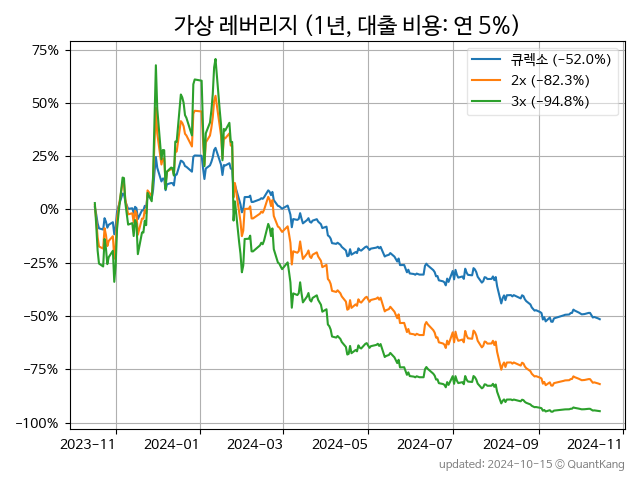 가상 레버리지 (1년, 대출 비용: 연 5%)
75%
50%
25%
0%
−25%
−50%
−75%
−100%
큐렉소 (−52.0%)
2x (−82.3%)
3x (−94.8%)
2023-11 2024-01 2024-03 2024-05 2024-07 2024-09 2024-11
updated: 2024-10-15 © QuantKang